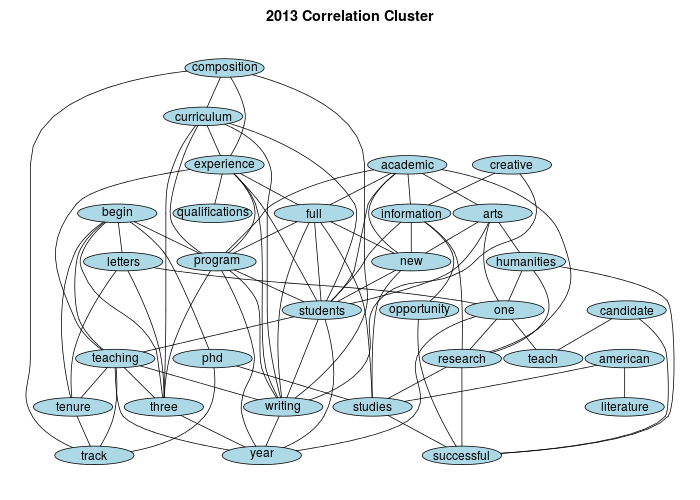 2013 Correlation Cluster
composition
curriculum
experience
academic
creative
begin
qualifications
full
information
arts
letters
program
new
humanities
students
opportunity
one
candidate
teaching
phd
research
teach
american
tenure
three
writing
studies
literature
track
year
successful